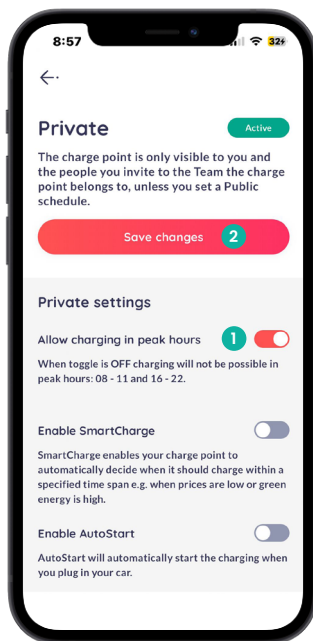 8:57
32
Private
Active
The charge point is only visible to you and
the people you invite to the Team the charge
point belongs to, unless you set a Public
schedule.
Save changes 2
Private settings
Allow charging in peak hours 1
When toggle is OFF charging will not be possible in
peak hours: 08 - 11 and 16 - 22.
Enable SmartCharge
SmartCharge enables your charge point to
automatically decide when it should charge within a
specified time span e.g. when prices are low or green
energy is high.
Enable AutoStart
AutoStart will automatically start the charging when
you plug in your car.